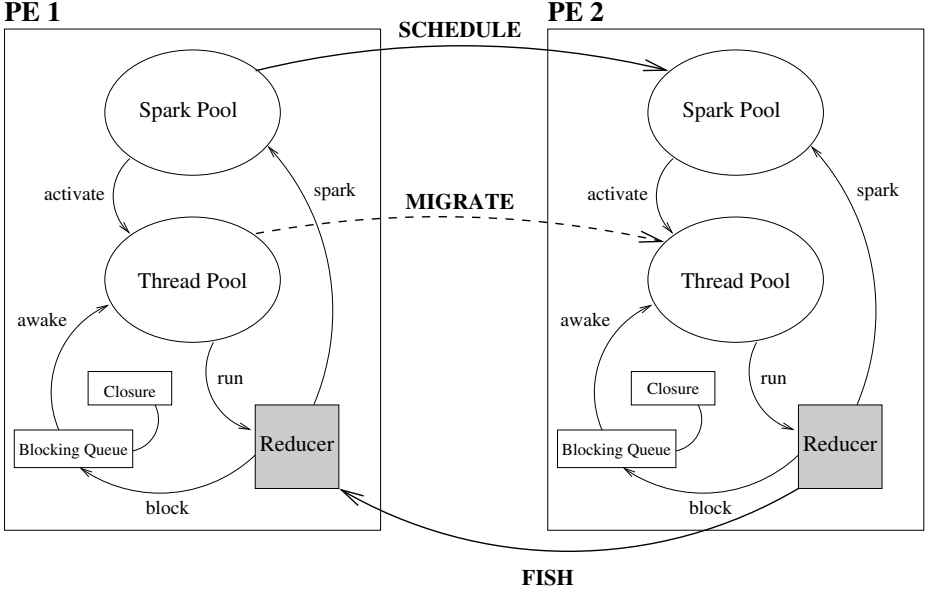 PE 1
PE 2
SCHEDULE
Spark Pool
Spark Pool
activate
spark
activate
spark
MIGRATE
Thread Pool
Thread Pool
awake
awake
run
run
Closure
Closure
Blocking Queue
Reducer
Blocking Queue
Reducer
block
block
FISH